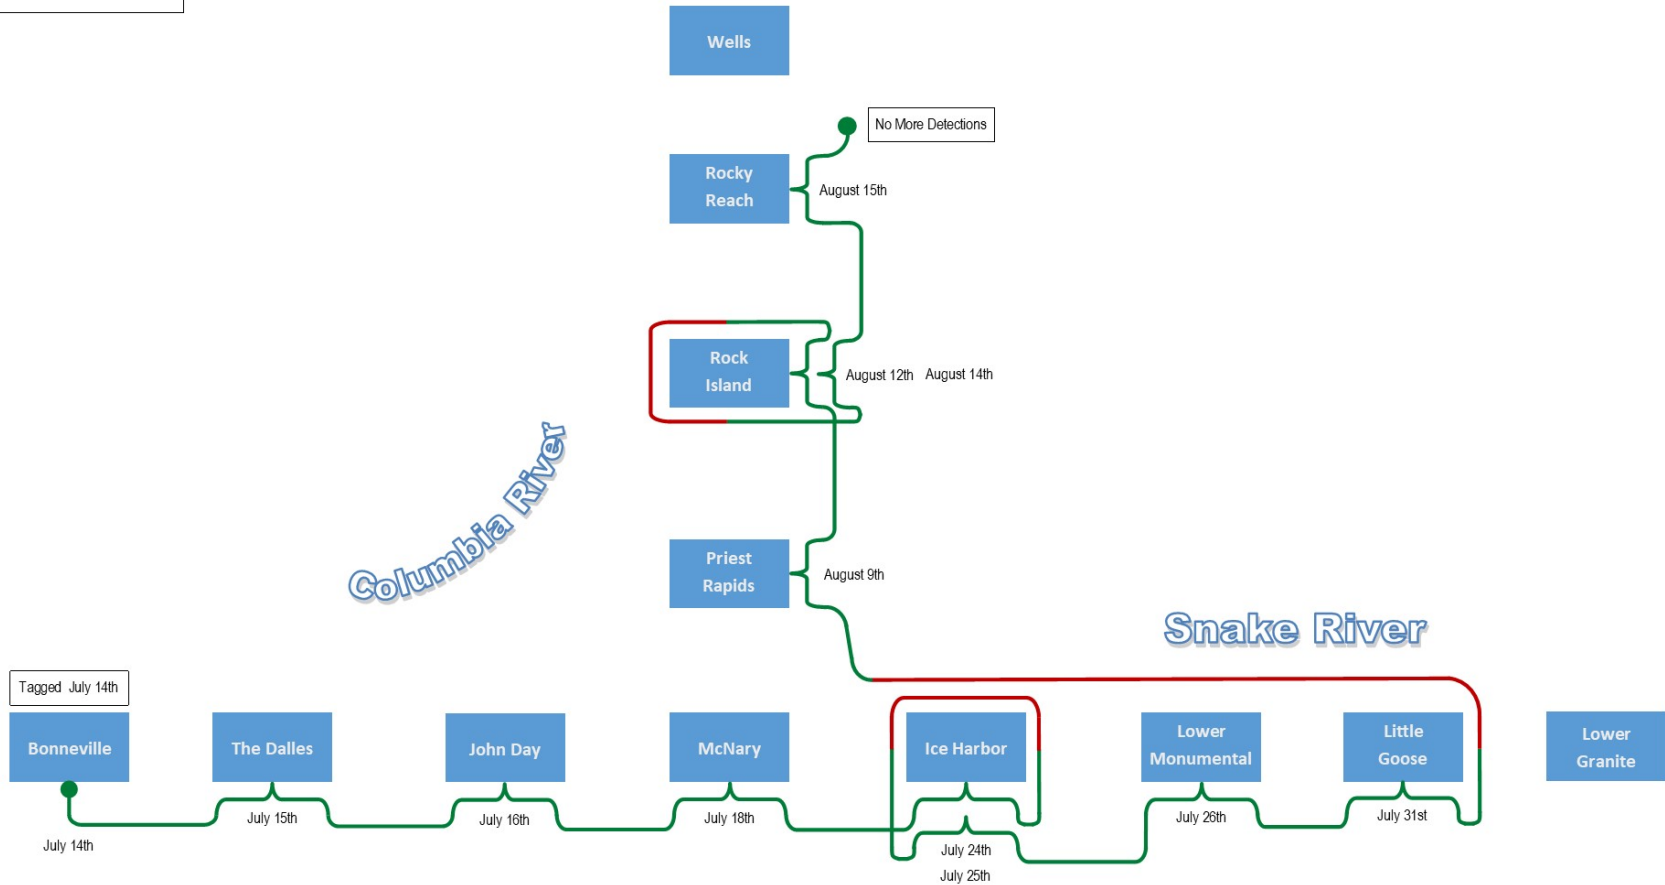 Wells
No More Detections
Rocky
Reach
August 15th
Rock
Island
August 12th August 14th
Columbia River
Priest
Rapids
August 9th
Snake River
Tagged July 14th
Bonneville
The Dalles
John Day
McNary
Ice Harbor
Lower
Monumental
Little
Goose
Lower
Granite
July 14th
July 15th
July 16th
July 18th
July 24th
July 25th
July 26th
July 31st